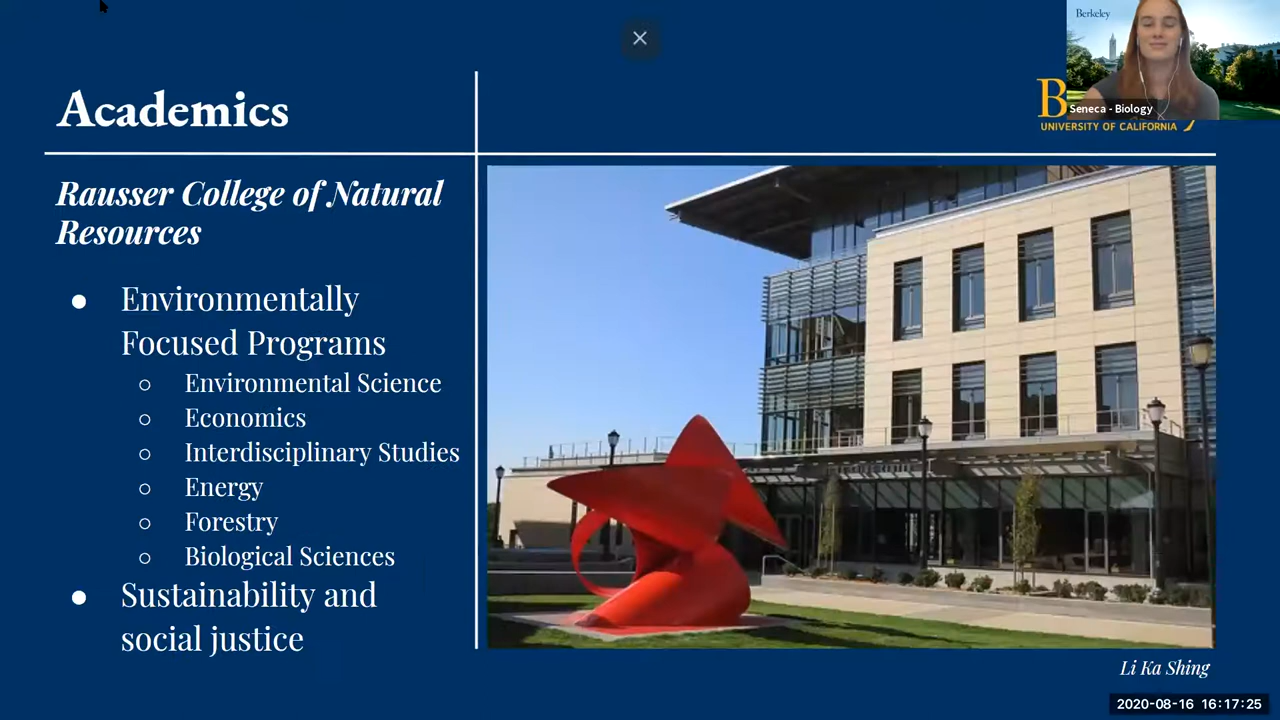 Berkeley
Academics
B
Seneca - Biology
UNIVERSITY OF CALIFORNIA
Rausser College of Natural
Resources
● Environmentally
Focused Programs
○ Environmental Science
○ Economics
○ Interdisciplinary Studies
○ Energy
○ Forestry
○ Biological Sciences
● Sustainability and
social justice
Li Ka Shing
2020-08-16 16:17:25